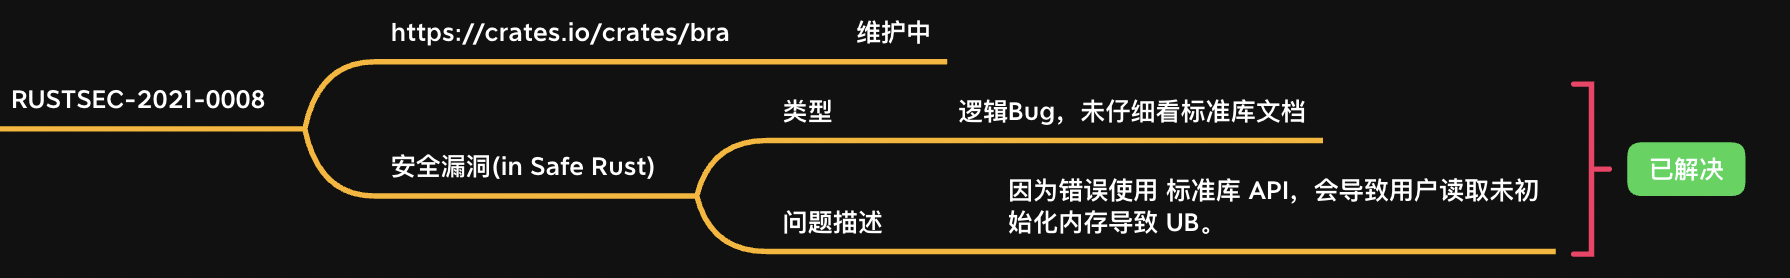 RUSTSEC-2021-0008
https://crates.io/crates/bra 维护中
安全漏洞(in Safe Rust)
类型 逻辑Bug，未仔细看标准库文档
问题描述 因为错误使用 标准库 API，会导致用户读取未初
始化内存导致 UB。
已解决